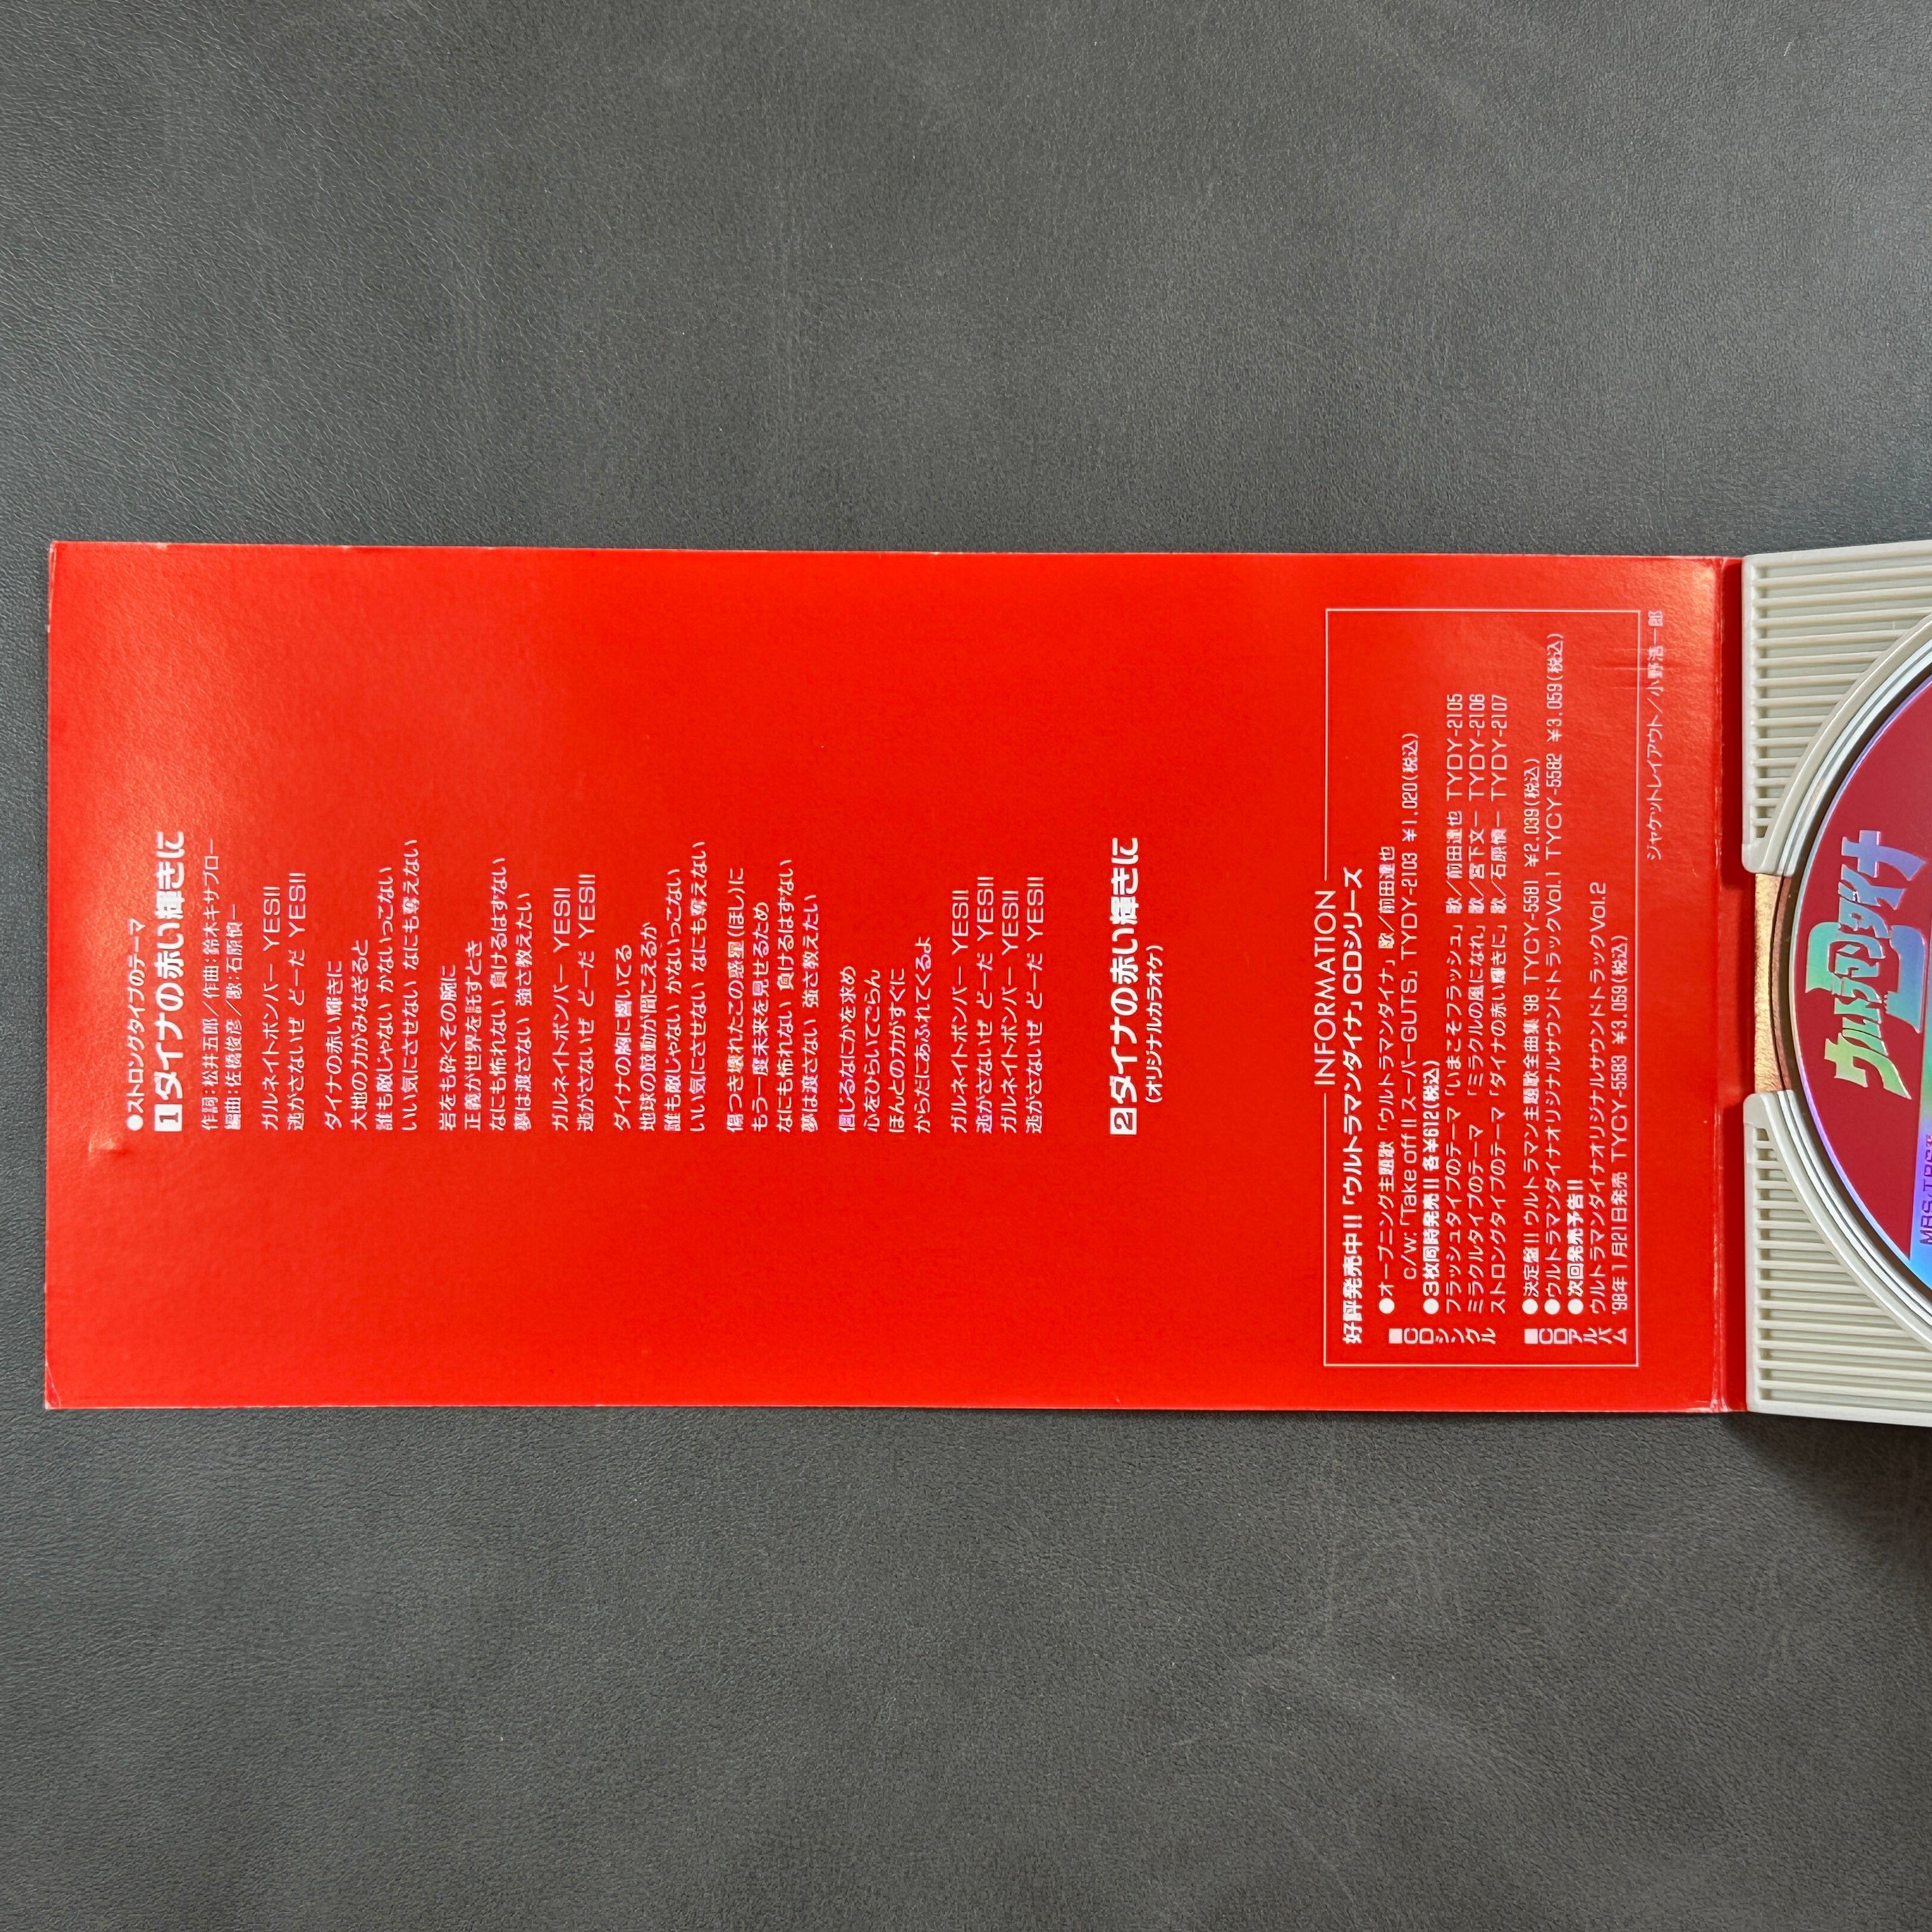 ●ストロングタイプのテーマ
1ダイナの赤い輝きに
作詞:松井五郎／作曲:鈴木キサブロー
編曲:佐橋俊彦／歌:石原慎一
ガルネイトボンバー YES!!
逃がさないぜ どーだ YES!!
ダイナの赤い輝きに
大地の力がみなぎると
誰も敵じゃない かないっこない
いい気にさせない なにも奪えない
岩をも砕くその腕に
正義が世界を託すとき
なにも怖れない 負けるはずない
夢は渡さない 強さ教えたい
ガルネイトボンバー YES!!
逃がさないぜ どーだ YES!!
ダイナの胸に響いてる
地球の鼓動が聞こえるか
誰も敵じゃない かないっこない
いい気にさせない なにも奪えない
傷つき壊れたこの惑星(ほし)に
もう一度未来を見せるため
なにも怖れない 負けるはずない
夢は渡さない 強さ教えたい
信じるなにかを求め
心をひらいてごらん
ほんとの力がすぐに
からだにあふれてくるよ
ガルネイトボンバー YES!!
逃がさないぜ どーだ YES!!
ガルネイトボンバー YES!!
逃がさないぜ どーだ YES!!
2ダイナの赤い輝きに
(オリジナルカラオケ)
INFORMATION
好評発売中!!「ウルトラマンダイナ」CDシリーズ
■CDシングル
●オープニング主題歌「ウルトラマンダイナ」歌／前田達也
c/w:「Take off!! スーパーGUTS」TYDY-2103 ￥1,020(税込)
●3枚同時発売!! 各￥612(税込)
フラッシュタイプのテーマ「いまこそフラッシュ」歌／前田達也 TYDY-2105
ミラクルタイプのテーマ「ミラクルの風になれ」歌／宮下文一 TYDY-2106
ストロングタイプのテーマ「ダイナの赤い輝きに」歌／石原慎一 TYDY-2107
■CDアルバム
●決定盤!!ウルトラマン主題歌全曲集'98 TYCY-5581 ￥2,039(税込)
●ウルトラマンダイナオリジナルサウンドトラックVol.1 TYCY-5582 ￥3,059(税込)
●次回発売予告!!
ウルトラマンダイナオリジナルサウンドトラックVol.2
'98年1月21日発売 TYCY-5583 ￥3,059(税込)
ジャケットレイアウト／小野浩一郎
ウルトラマンダイナ